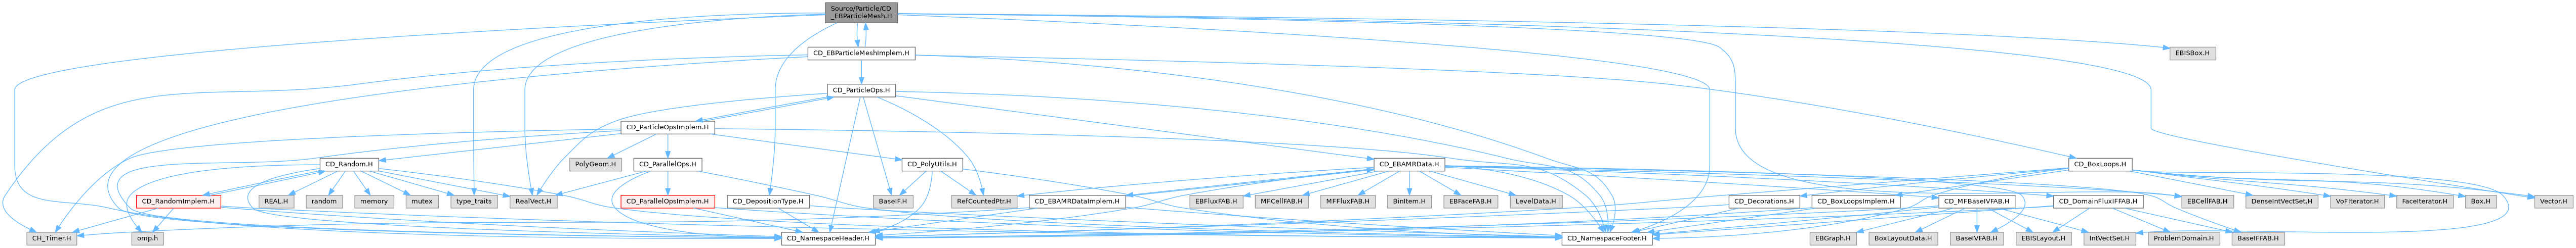 Source/Particle/CD
_EBParticleMesh.H
CD_EBParticleMeshImplem.H
EBISBox.H
CD_ParticleOps.H
CD_ParticleOpsImplem.H
PolyGeom.H
CD_Random.H
CD_ParallelOps.H
CD_PolyUtils.H
CD_EBAMRData.H
CD_BoxLoops.H
CD_RandomImplem.H
REAL.H
random
memory
mutex
type_traits
RealVect.H
CD_ParallelOpsImplem.H
CD_DepositionType.H
BaseIF.H
RefCountedPtr.H
CD_EBAMRDataImplem.H
EBFluxFAB.H
MFCellFAB.H
MFFluxFAB.H
BinItem.H
EBFaceFAB.H
LevelData.H
CD_Decorations.H
CD_BoxLoopsImplem.H
CD_MFBaseIVFAB.H
CD_DomainFluxIFFAB.H
EBCellFAB.H
DenseIntVectSet.H
VoFIterator.H
FaceIterator.H
Box.H
Vector.H
CH_Timer.H
omp.h
CD_NamespaceHeader.H
CD_NamespaceFooter.H
EBGraph.H
BoxLayoutData.H
BaseIVFAB.H
EBISLayout.H
IntVectSet.H
ProblemDomain.H
BaseIFFAB.H